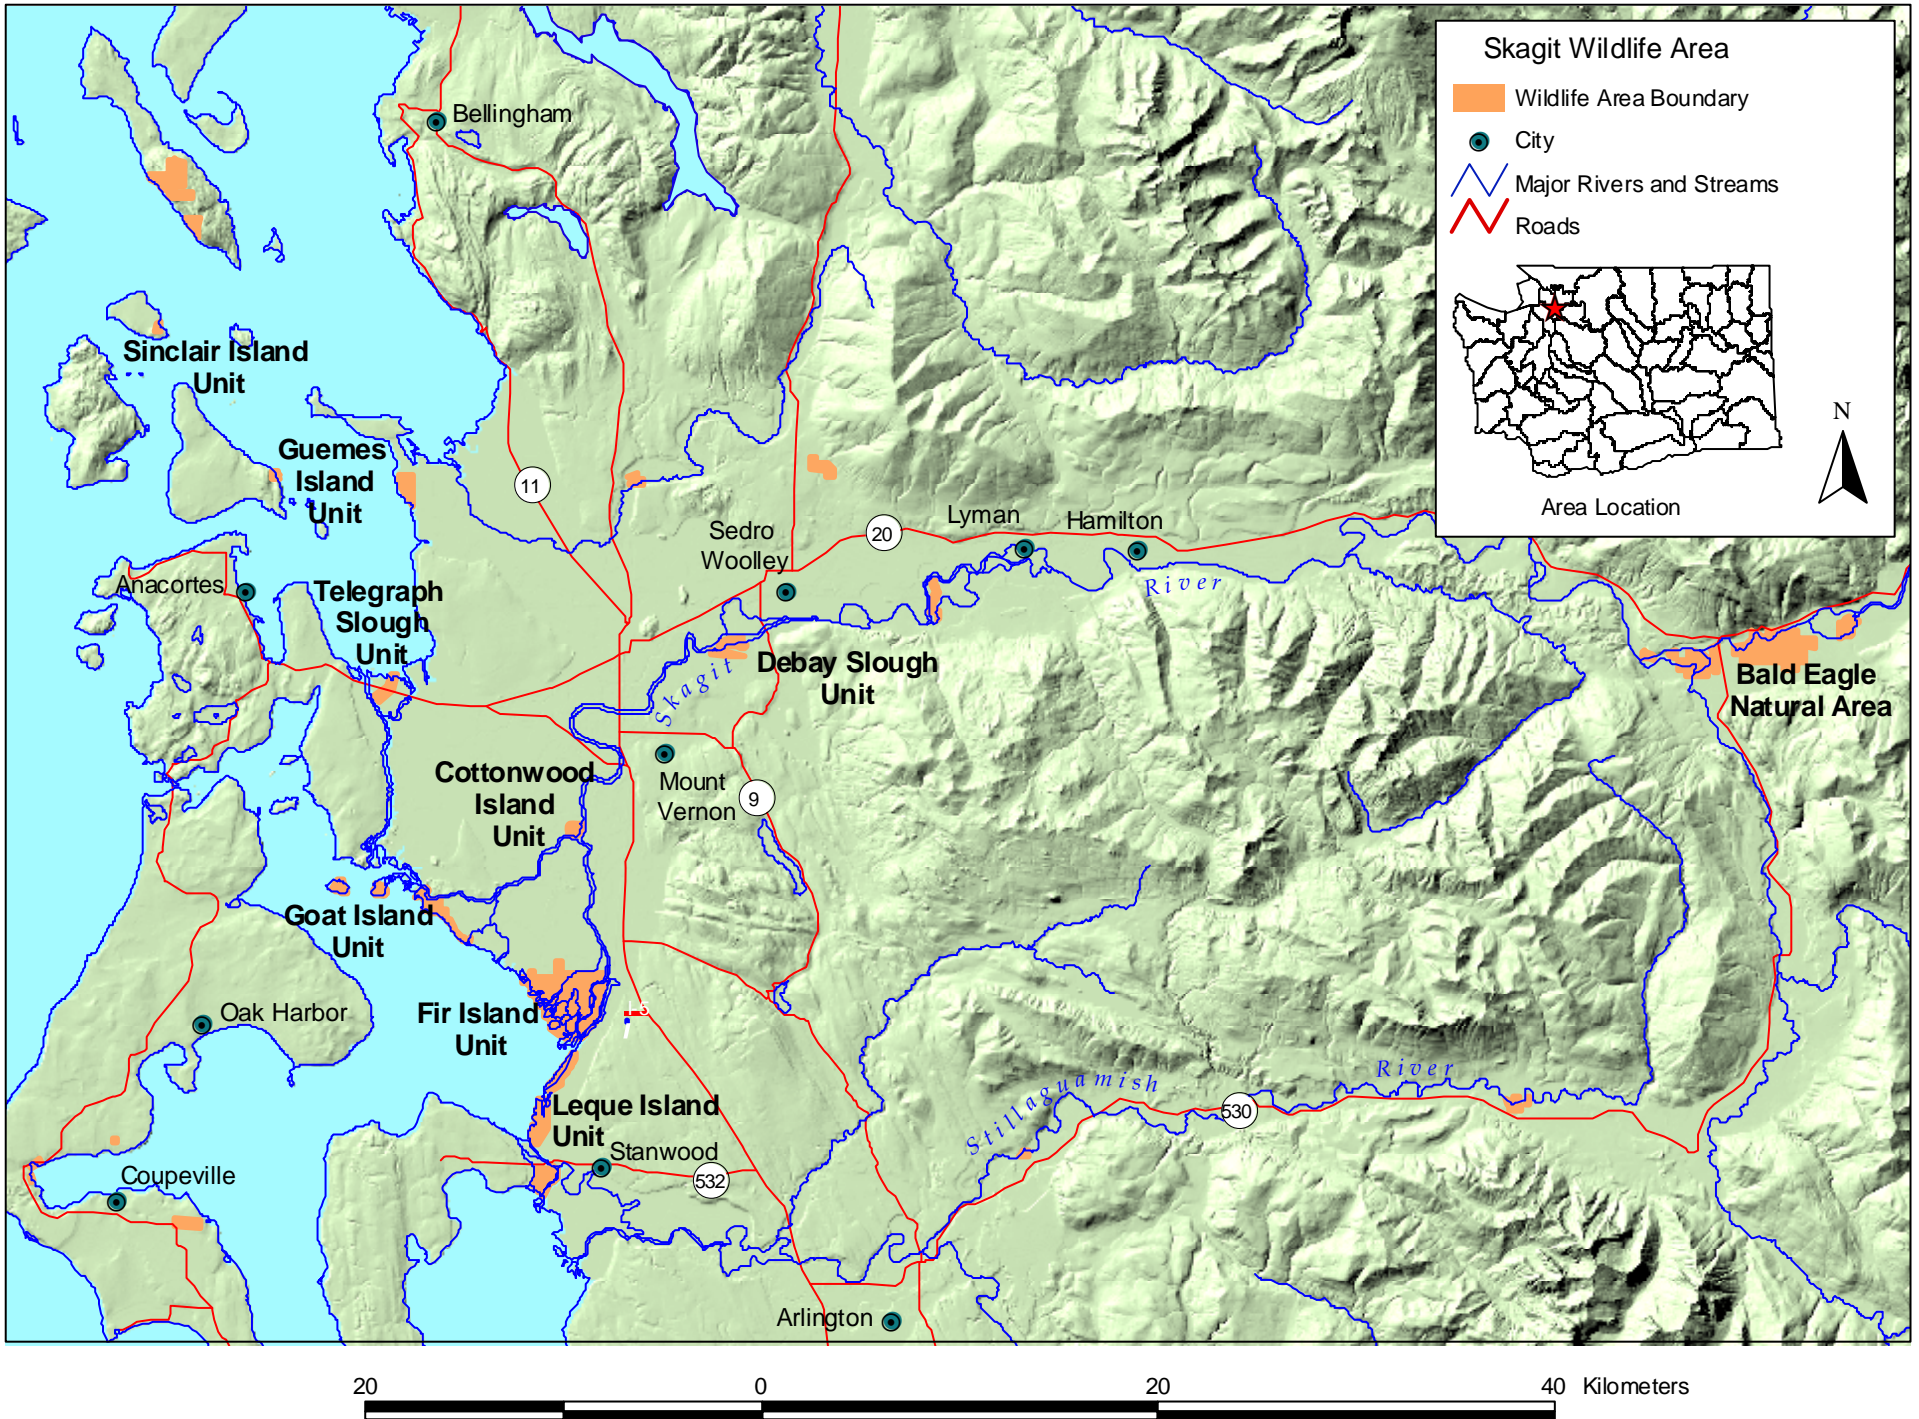 Skagit Wildlife Area
Wildlife Area Boundary
City
Major Rivers and Streams
Roads
N
Area Location
Bellingham
Sinclair Island
Unit
Guemes
Island
Unit
11
Sedro
Woolley
20
Lyman
Hamilton
River
Anacortes
Telegraph
Slough
Unit
Skagit
Debay Slough
Unit
Bald Eagle
Natural Area
Cottonwood
Island
Unit
Mount
Vernon
9
Goat Island
Unit
Oak Harbor
Fir Island
Unit
Stillaguamish
River
530
Leque Island
Unit
Stanwood
532
Coupeville
Arlington
20
0
20
40 Kilometers